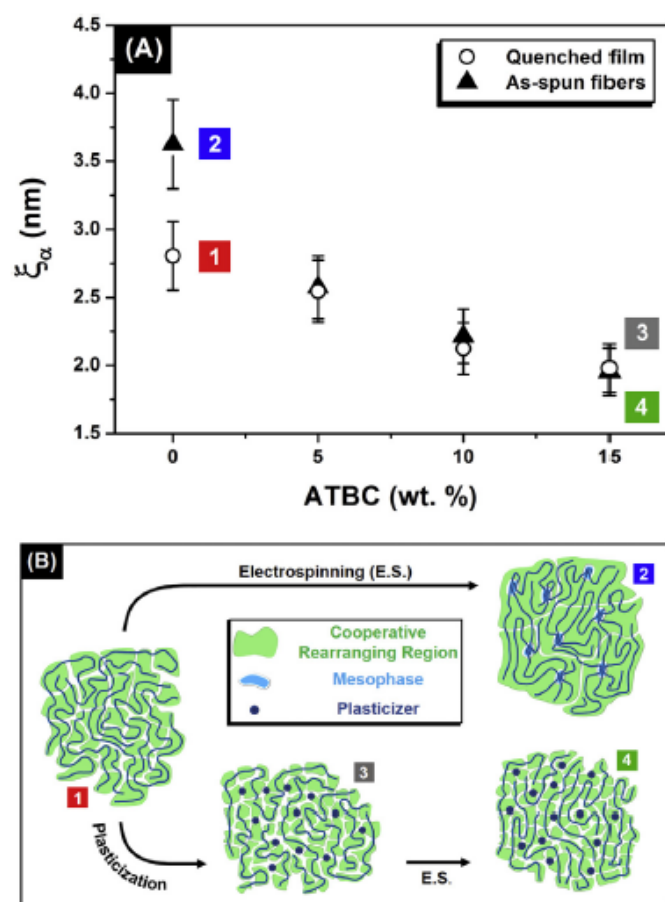 (A)
Quenched film
As-spun fibers
4.5
4.0
3.5
3.0
2.5
2.0
1.5
ξα (nm)
2
1
3
4
0
5
10
15
ATBC (wt. %)
(B)
Electrospinning (E.S.)
2
Cooperative
Rearranging Region
Mesophase
Plasticizer
1
3
4
Plasticization
E.S.